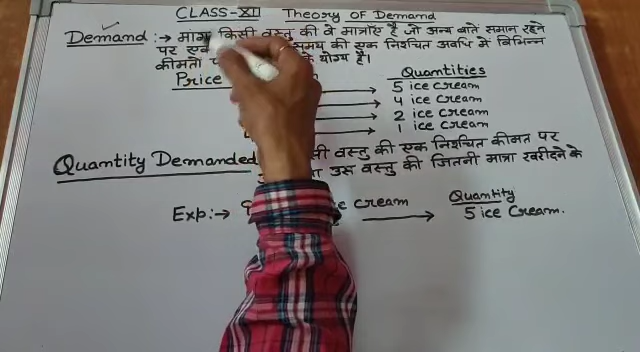 CLASS-XII Theory OF Demand
Demand :→ मांग किसी वस्तु की वे मात्राएँ है जो अन्य बातें समान रहने
पर समय की एक निश्चित अवधि में विभिन्न
कीमतों के योग्य है।
Price Quantities
→ 5 ice cream
→ 4 ice cream
→ 2 ice cream
→ 1 ice cream
Quantity Demanded वस्तु की एक निश्चित कीमत पर
उस वस्तु की जितनी मात्रा खरीदने के
Quantity
Exp:→ cream → 5 ice cream.